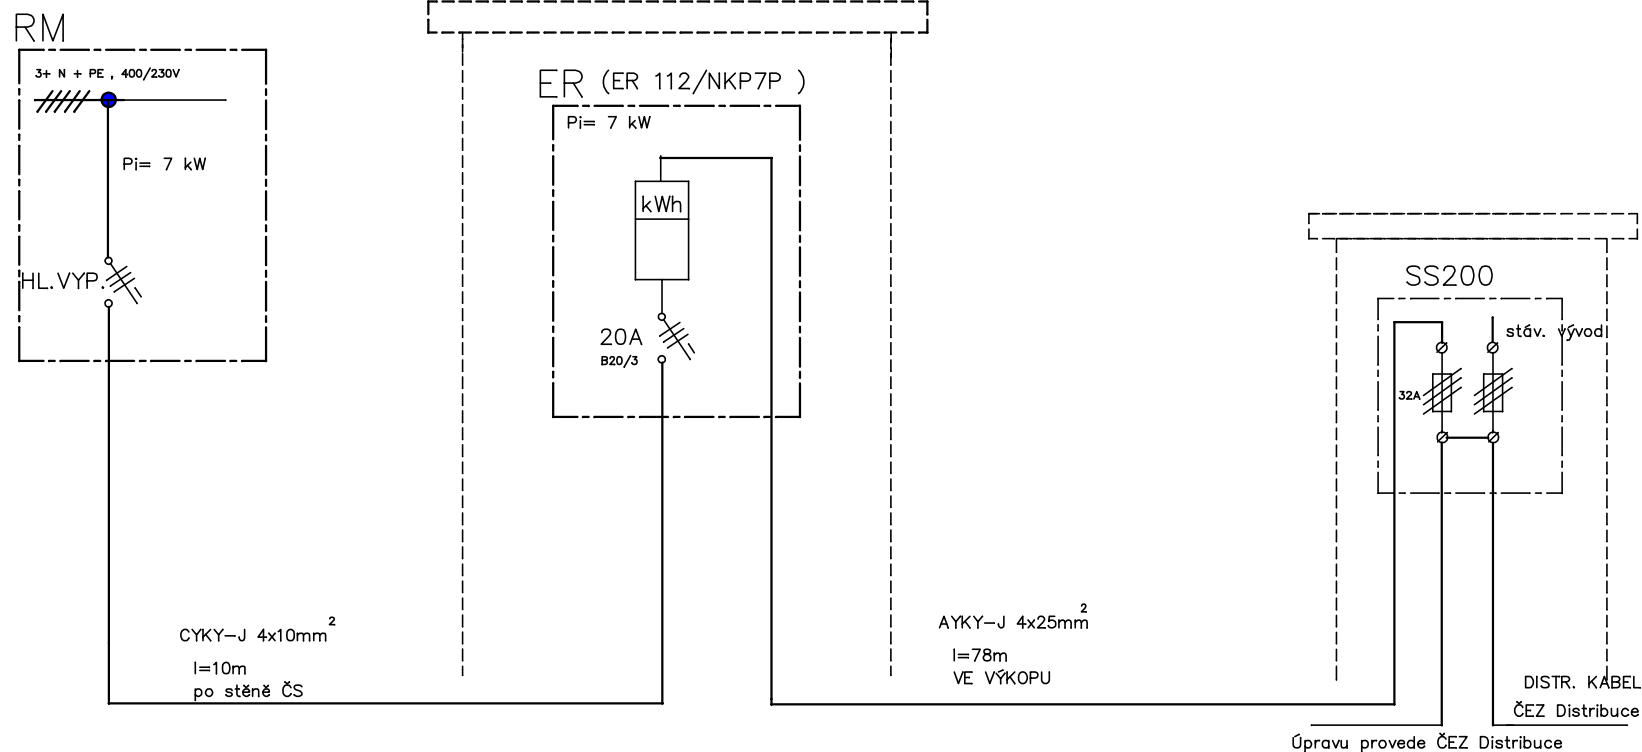 RM
3+ N + PE , 400/230V
Pi= 7 kW
HL.VYP.
ER (ER 112/NKP7P )
Pi= 7 kW
kWh
20A
B20/3
SS200
stáv. vývod
32A
CYKY-J 4x10mm²
l=10m
po stěně ČS
AYKY-J 4x25mm²
l=78m
VE VÝKOPU
DISTR. KABEL
ČEZ Distribuce
Úpravu provede ČEZ Distribuce